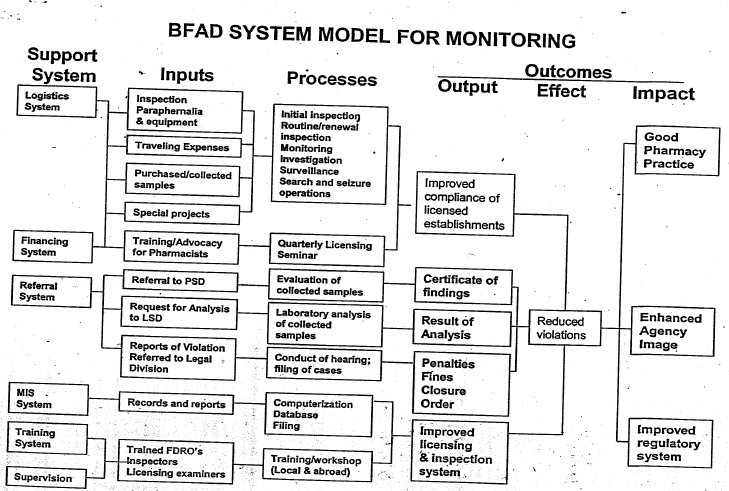 BFAD SYSTEM MODEL FOR MONITORING
Support
System
Inputs
Processes
Outcomes
Output
Effect
Impact
Logistics
System
Financing
System
Referral
System
MIS
System
Training
System
Supervision
Inspection
Paraphernalia
& equipment
Traveling Expenses
Purchased/collected
samples
Special projects
Training/Advocacy
for Pharmacists
Referral to PSD
Request for Analysis
to LSD
Reports of Violation
Referred to Legal
Division
Records and reports
Trained FDRO's
Inspectors
Licensing examiners
Initial inspection
Routine/renewal
inspection
Monitoring
Investigation
Surveillance
Search and seizure
operations
Quarterly Licensing
Seminar
Evaluation of
collected samples
Laboratory analysis
of collected
samples
Conduct of hearing;
filing of cases
Computerization
Database
Filing
Training/workshop
(Local & abroad)
Improved
compliance of
licensed
establishments
Certificate of
findings
Result of
Analysis
Penalties
Fines
Closure
Order
Improved
licensing
& inspection
system
Reduced
violations
Good
Pharmacy
Practice
Enhanced
Agency
Image
Improved
regulatory
system